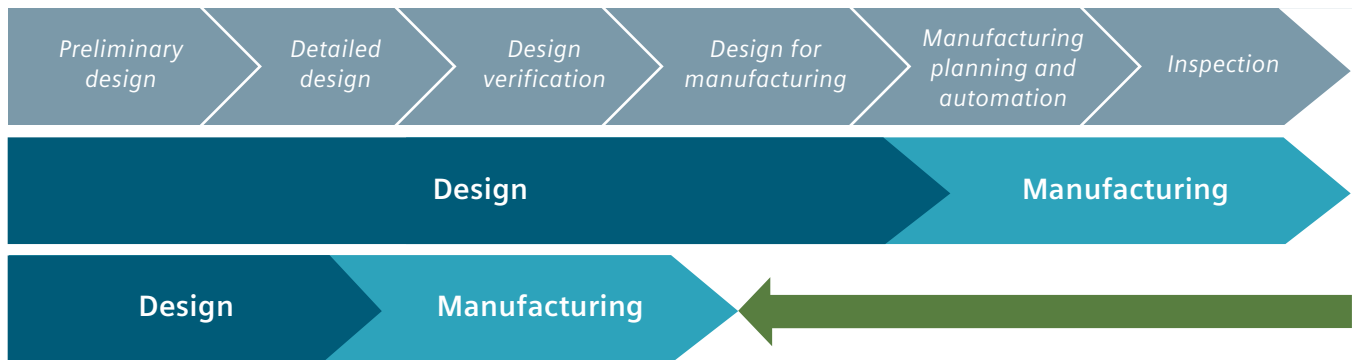 Preliminary
design
Detailed
design
Design
verification
Design for
manufacturing
Manufacturing
planning and
automation
Inspection
Design
Manufacturing
Design
Manufacturing